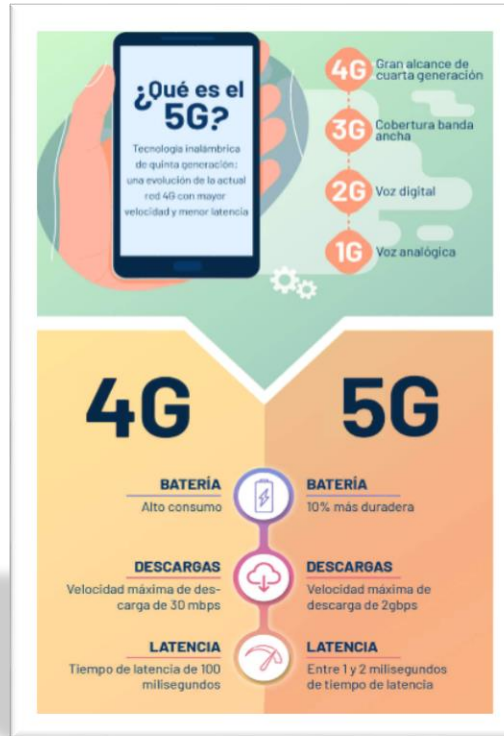 ¿Qué es el
5G?
Tecnología inalámbrica
de quinta generación:
una evolución de la actual
red 4G con mayor
velocidad y menor latencia
4G
Gran alcance de
cuarta generación
3G
Cobertura banda
ancha
2G
Voz digital
1G
Voz analógica
4G
BATERÍA
Alto consumo
DESCARGAS
Velocidad máxima de des-
carga de 30 mbps
LATENCIA
Tiempo de latencia de 100
milisegundos
5G
BATERÍA
10% más duradera
DESCARGAS
Velocidad máxima de
descarga de 2gbps
LATENCIA
Entre 1 y 2 milisegundos
de tiempo de latencia